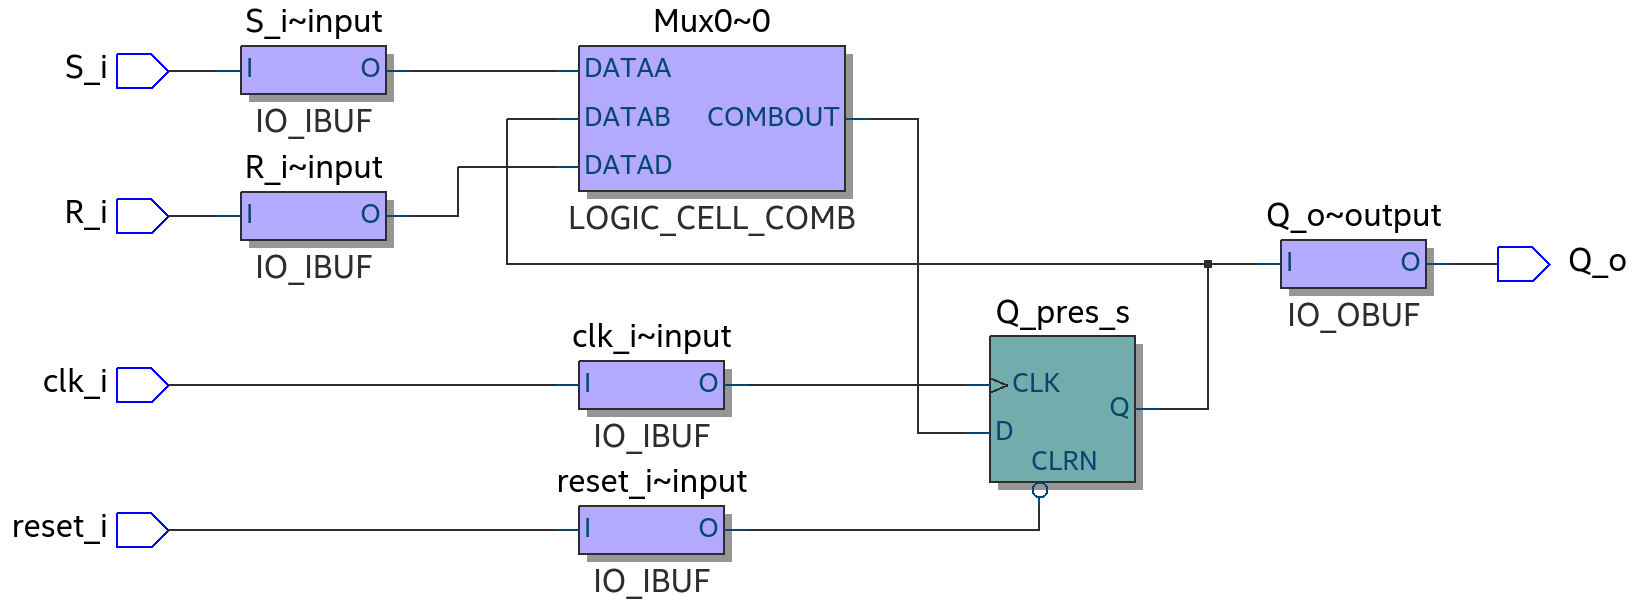 S_i~input
Mux0~0
S_i
I
O
DATAA
IO_IBUF
DATAB
COMBOUT
R_i~input
DATAD
R_i
I
O
LOGIC_CELL_COMB
IO_IBUF
Q_o~output
I
O
Q_o
IO_OBUF
Q_pres_s
clk_i~input
clk_i
I
O
CLK
Q
IO_IBUF
D
CLRN
reset_i~input
reset_i
I
O
IO_IBUF